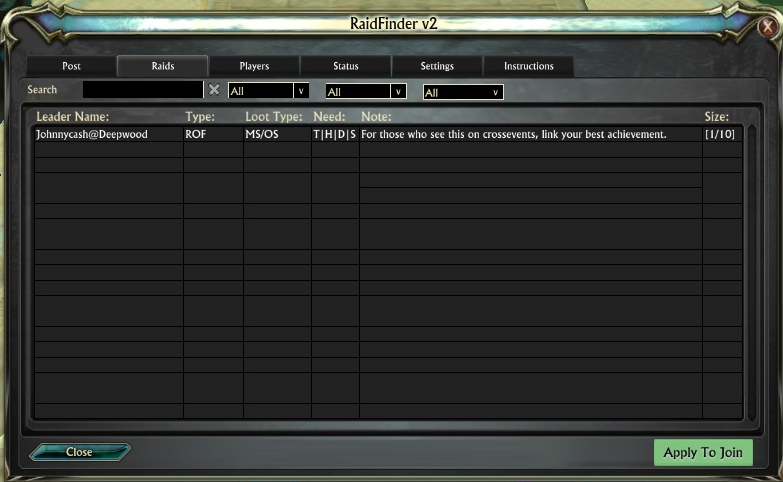 RaidFinder v2
Post Raids Players Status Settings Instructions
Search All v All v All v
Leader Name: Type: Loot Type: Need: Note: Size:
Johnnycash@Deepwood ROF MS/OS T|H|D|S For those who see this on crossevents, link your best achievement. [1/10]
Close Apply To Join